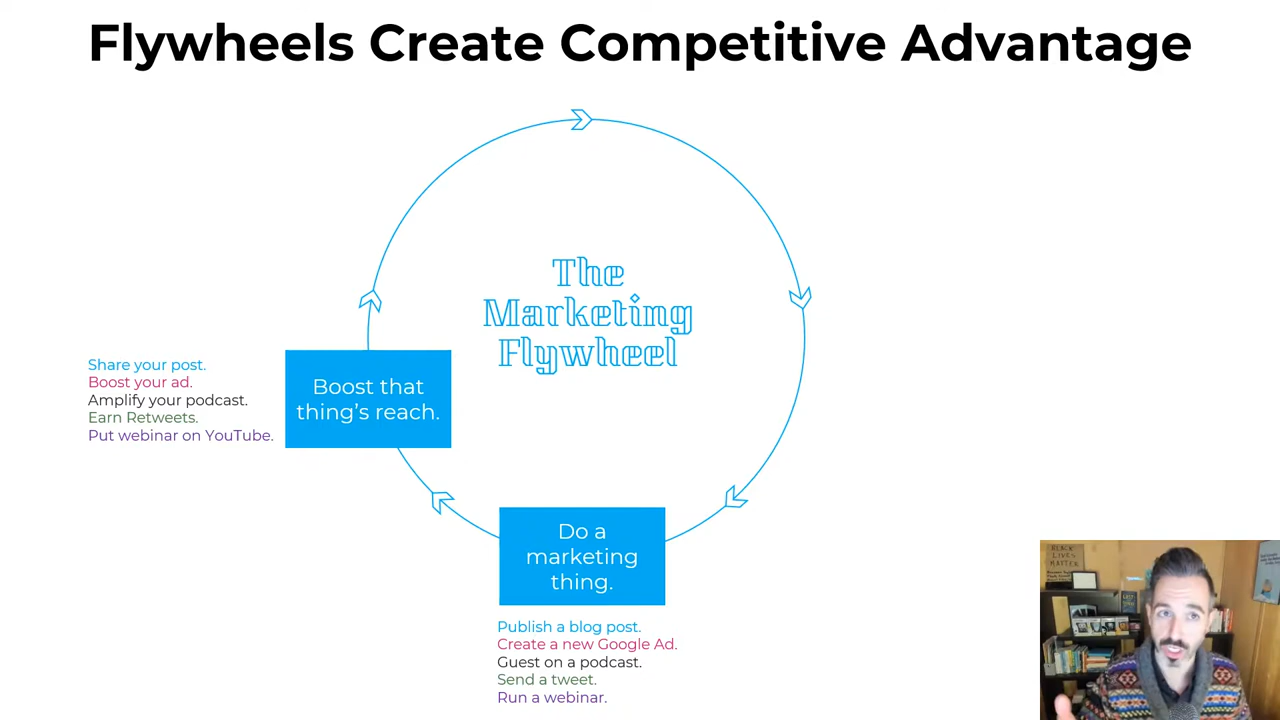 Flywheels Create Competitive Advantage
The
Marketing
Flywheel
Share your post.
Boost your ad.
Amplify your podcast.
Earn Retweets.
Put webinar on YouTube.
Boost that
thing's reach.
Do a
marketing
thing.
Publish a blog post.
Create a new Google Ad.
Guest on a podcast.
Send a tweet.
Run a webinar.
BLACK
LIVES
MATTER